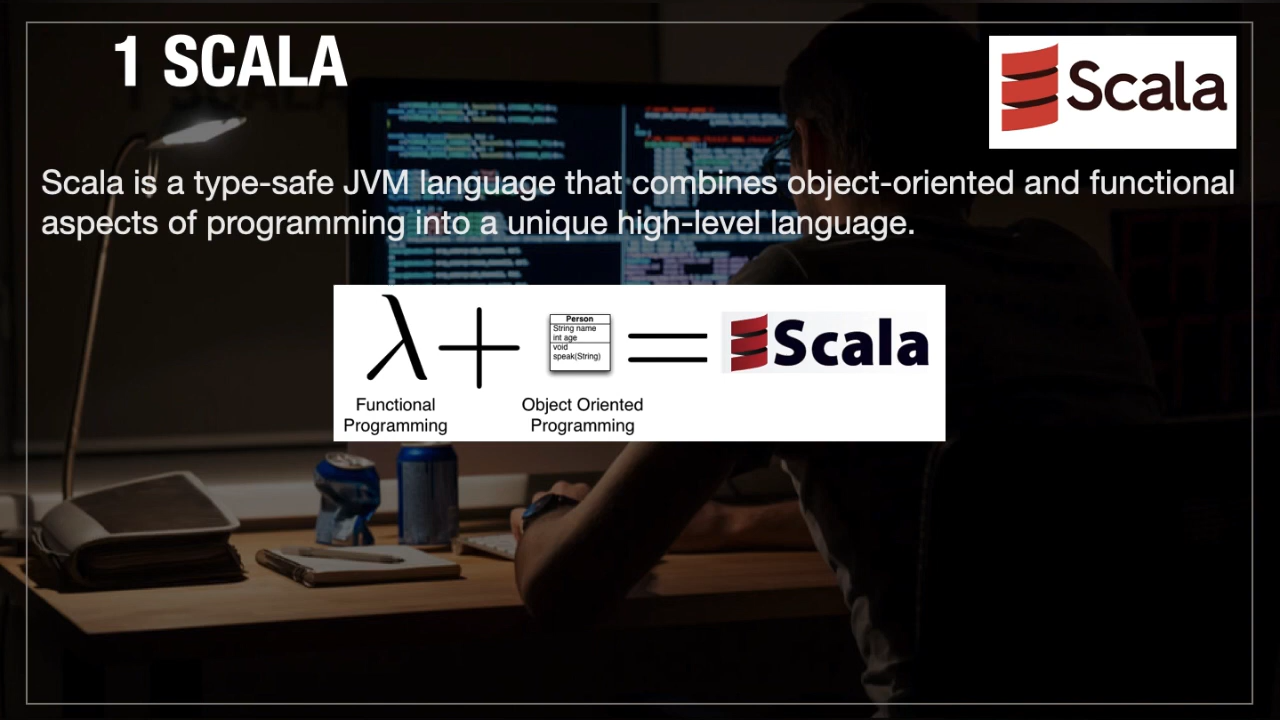 1 SCALA
Scala
Scala is a type-safe JVM language that combines object-oriented and functional
aspects of programming into a unique high-level language.
λ
Person
String name
int age
void
speak(String)
Scala
Functional
Programming
Object Oriented
Programming